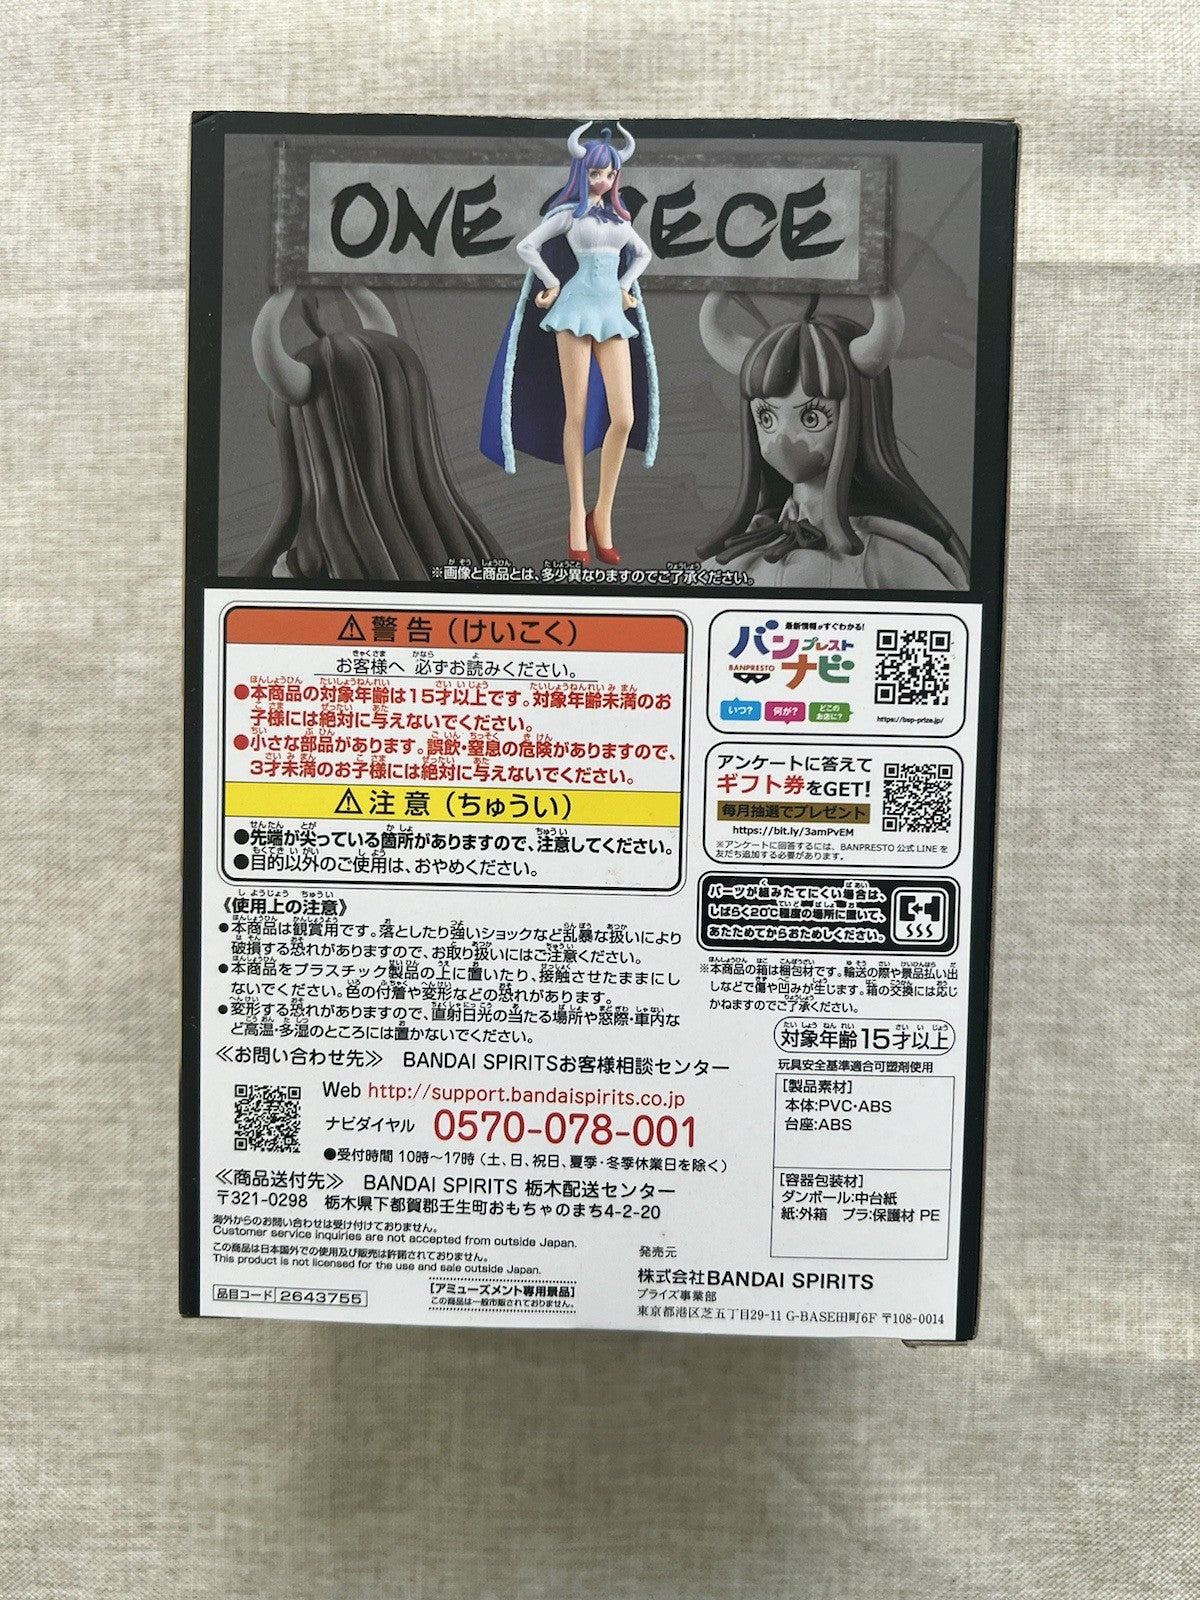 ONE PIECE
※画像と商品とは、多少異なりますのでご了承ください。
⚠警告（けいこく）
お客様へ 必ずお読みください。
●本商品の対象年齢は15才以上です。対象年齢未満のお
子様には絶対に与えないでください。
●小さな部品があります。誤飲・窒息の危険がありますので、
3才未満のお子様には絶対に与えないでください。
⚠注意（ちゅうい）
●先端が尖っている箇所がありますので、注意してください。
●目的以外のご使用は、おやめください。
《使用上の注意》
●本商品は観賞用です。落としたり強いショックなど乱暴な扱いにより
破損する恐れがありますので、お取り扱いにはご注意ください。
●本商品をプラスチック製品の上に置いたり、接触させたままにし
ないでください。色の付着や変形などの恐れがあります。
●変形する恐れがありますので、直射日光の当たる場所や窓際・車内な
ど高温・多湿のところには置かないでください。
≪お問い合わせ先≫ BANDAI SPIRITSお客様相談センター
Web http://support.bandaispirits.co.jp
ナビダイヤル 0570-078-001
●受付時間 10時～17時（土、日、祝日、夏季・冬季休業日を除く）
≪商品送付先≫ BANDAI SPIRITS 栃木配送センター
〒321-0298 栃木県下都賀郡壬生町おもちゃのまち4-2-20
海外からのお問い合わせは受け付けておりません。
Customer service inquiries are not accepted from outside Japan.
この商品は日本国外での使用及び販売は許諾されておりません。
This product is not licensed for the use and sale outside Japan.
品目コード 2643755
[アミューズメント専用景品]
この商品は一般市販されておりません。
最新情報がすぐわかる!
バンプレスト
BANPRESTO ナビ
いつ? 何が? どこのお店に?
https://bsp-prize.jp/
アンケートに答えて
ギフト券をGET!
毎月抽選でプレゼント
https://bit.ly/3amPvEM
※アンケートに回答するには、BANPRESTO 公式 LINE を
友だち追加する必要があります。
パーツが組みたてにくい場合は、
しばらく20℃程度の場所に置いて、
あたためてからおためしください。
※本商品の箱は梱包材です。輸送の際や景品払い出
しなどで傷や凹みが生じます。箱の交換には応じ
かねますのでご了承ください。
対象年齢15才以上
玩具安全基準適合可塑剤使用
[製品素材]
本体:PVC・ABS
台座:ABS
[容器包装材]
ダンボール:中台紙
紙:外箱 プラ:保護材 PE
発売元
株式会社BANDAI SPIRITS
プライズ事業部
東京都港区芝五丁目29-11 G-BASE田町6F 〒108-0014